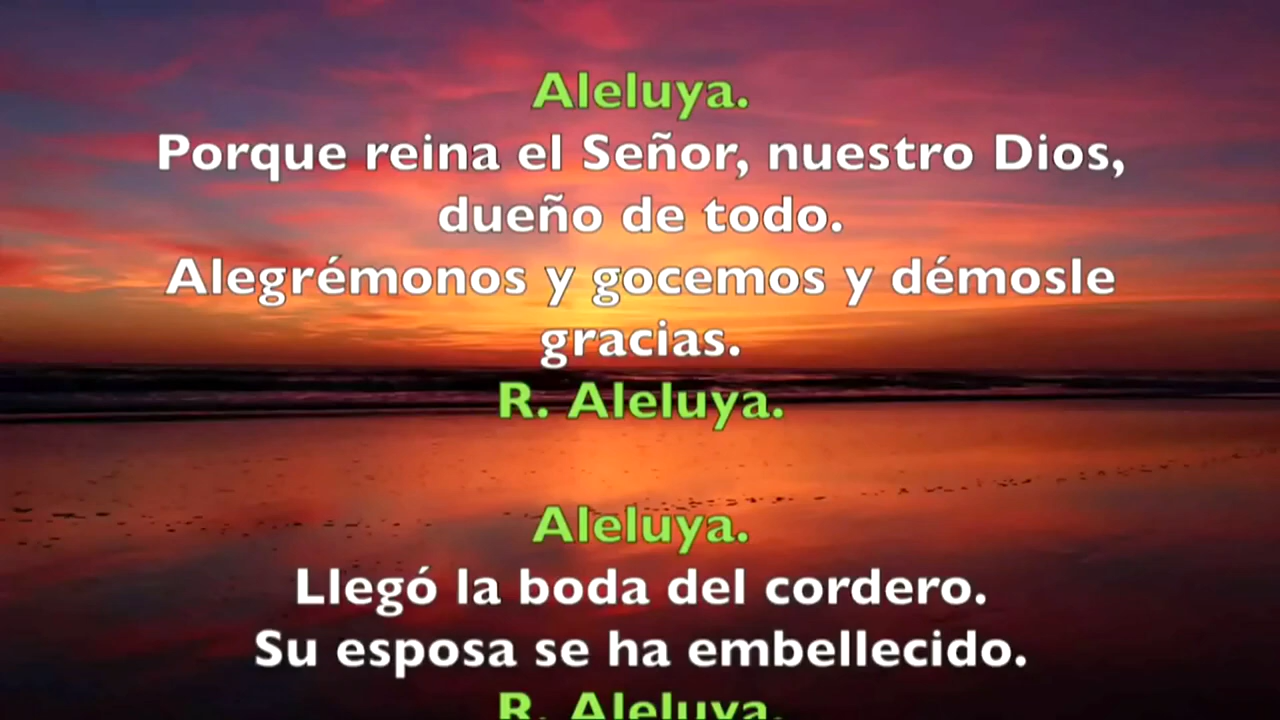 Aleluya.
Porque reina el Señor, nuestro Dios,
dueño de todo.
Alegrémonos y gocemos y démosle
gracias.
R. Aleluya.
Aleluya.
Llegó la boda del cordero.
Su esposa se ha embellecido.
R. Aleluya.